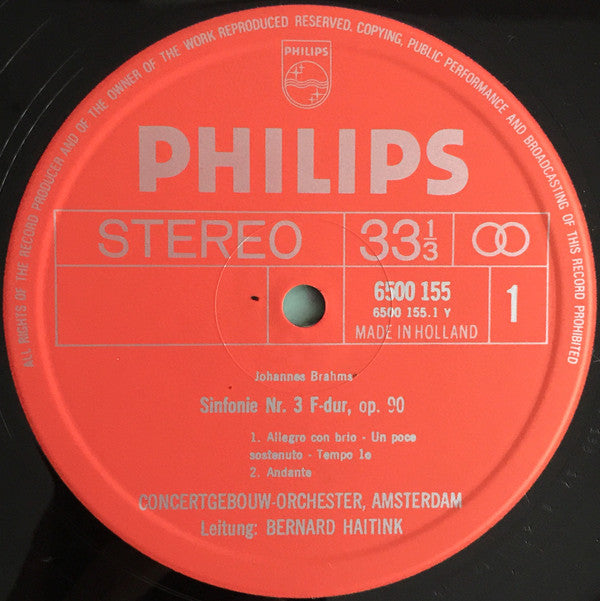 ALL RIGHTS OF THE RECORD PRODUCER AND OF THE OWNER OF THE WORK REPRODUCED RESERVED. COPYING, PUBLIC PERFORMANCE AND BROADCASTING OF THIS RECORD PROHIBITED
PHILIPS
PHILIPS
STEREO 33 1/3
6500 155 1
6500 155.1 Y
MADE IN HOLLAND
Johannes Brahms
Sinfonie Nr. 3 F-dur, op. 90
1. Allegro con brio - Un poco
sostenuto - Tempo 1o
2. Andante
CONCERTGEBOUW-ORCHESTER, AMSTERDAM
Leitung: BERNARD HAITINK